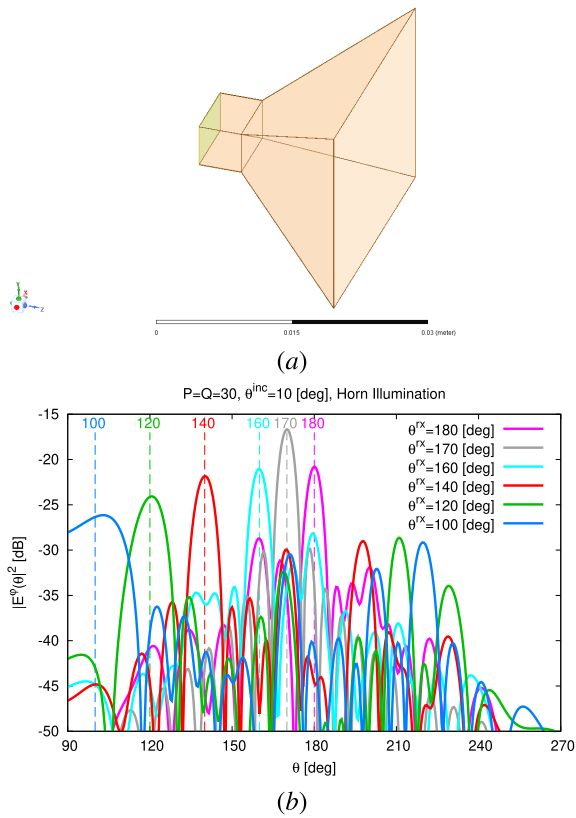 Y
X
Z
0 0.015 0.03 (meter)
(a)
P=Q=30, θ^inc=10 [deg], Horn Illumination
-15
-20
-25
-30
-35
-40
-45
-50
|E^φ(θ)|^2 [dB]
100 120 140 160 170 180
θ^rx=180 [deg]
θ^rx=170 [deg]
θ^rx=160 [deg]
θ^rx=140 [deg]
θ^rx=120 [deg]
θ^rx=100 [deg]
90 120 150 180 210 240 270
θ [deg]
(b)